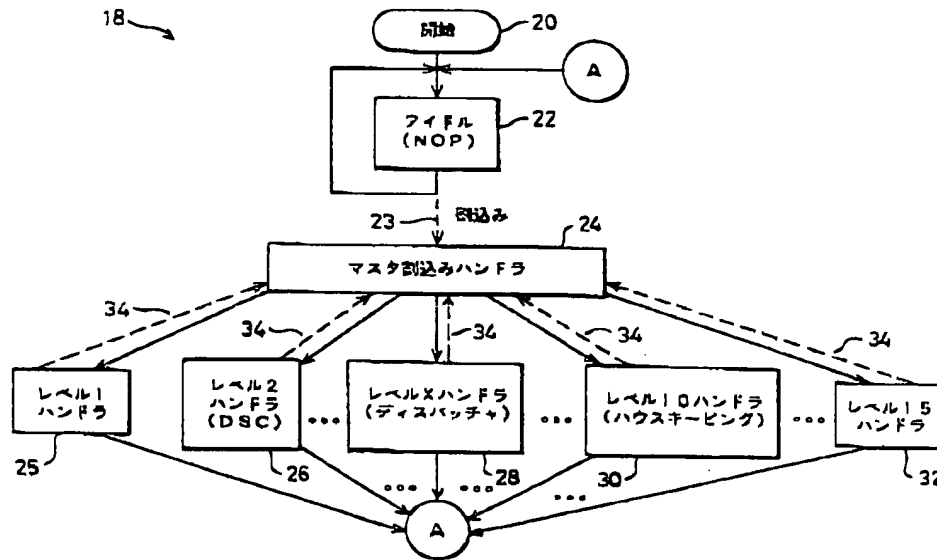 18
開始
20
A
アイドル
(NOP)
22
23
割込み
24
マスタ割込みハンドラ
34
34
34
34
34
レベル1
ハンドラ
レベル2
ハンドラ
(DSC)
...
レベルXハンドラ
(ディスパッチャ)
...
レベル10ハンドラ
(ハウスキーピング)
...
レベル15
ハンドラ
25
26
28
30
32
...
...
...
A